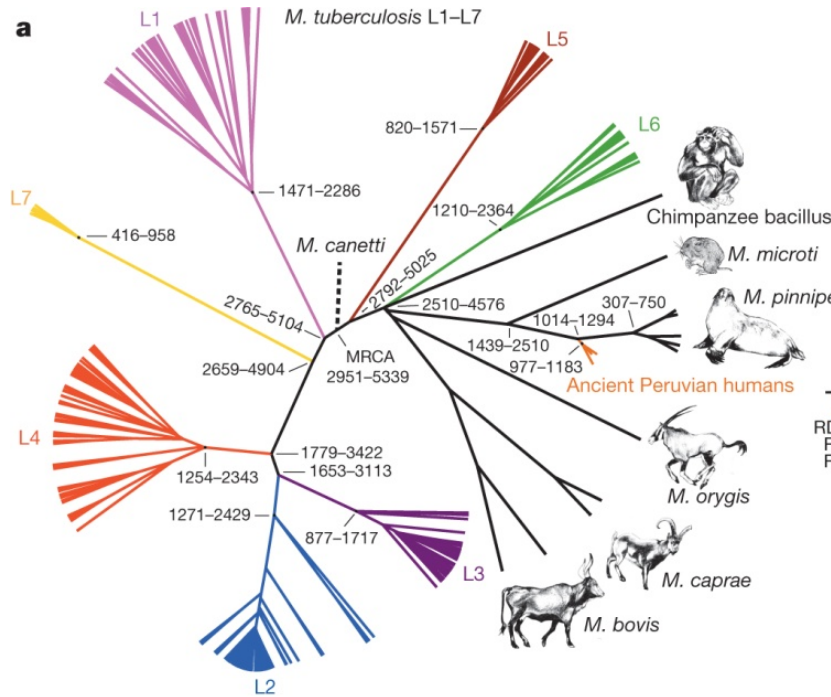 a
M. tuberculosis L1–L7
L1
L5
820–1571
L6
1471–2286
1210–2364
Chimpanzee bacillus
L7
416–958
M. canetti
M. microti
2792–5025
2765–5104
2510–4576
307–750
M. pinnipe
1014–1294
1439–2510
977–1183
MRCA
2951–5339
2659–4904
Ancient Peruvian humans
L4
1779–3422
1653–3113
1254–2343
RD
M. orygis
1271–2429
877–1717
L3
M. caprae
M. bovis
L2